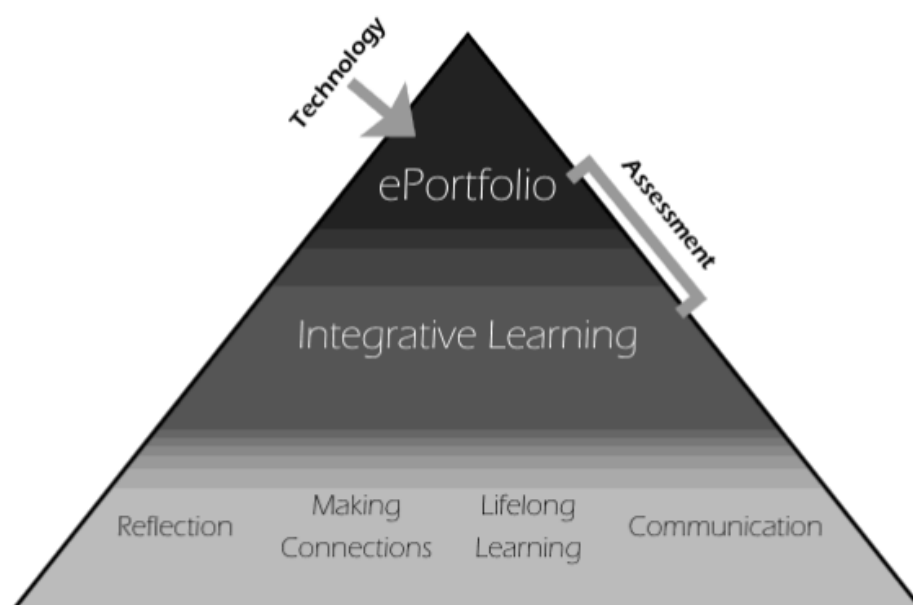 Technology
ePortfolio
Assessment
Integrative Learning
Reflection
Making
Connections
Lifelong
Learning
Communication